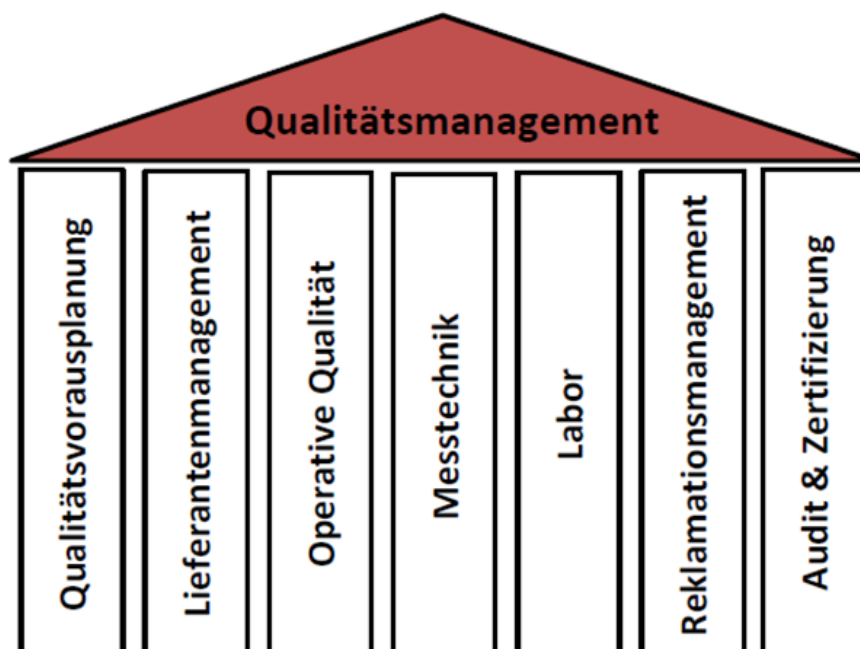 Qualitätsmanagement
Qualitätsvorausplanung
Lieferantenmanagement
Operative Qualität
Messtechnik
Labor
Reklamationsmanagement
Audit & Zertifizierung